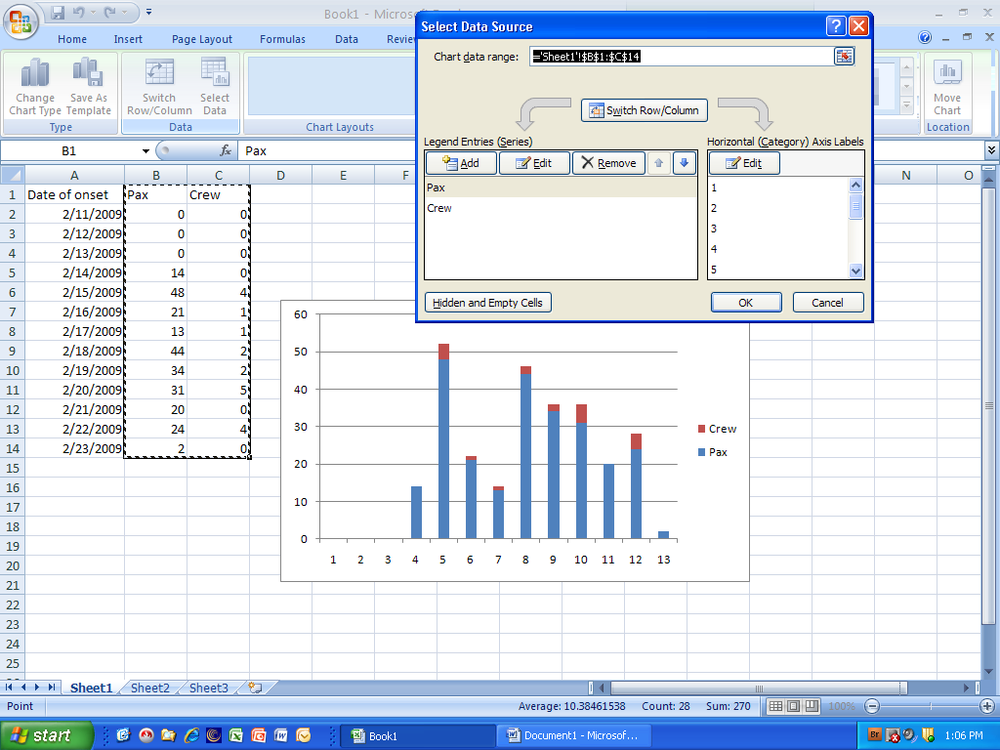 Book1 - Microsof
Home Insert Page Layout Formulas Data Revie
Change Chart Type
Save As Template
Switch Row/Column
Select Data
Move Chart
Type Data Chart Layouts Location
B1 fx Pax
Select Data Source
Chart data range: ='Sheet1'!$B$1:$C$14
Switch Row/Column
Legend Entries (Series)
Add Edit Remove
Pax
Crew
Horizontal (Category) Axis Labels
Edit
1
2
3
4
5
Hidden and Empty Cells OK Cancel
A B C D E F N O
1 Date of onset Pax Crew
2 2/11/2009 0 0
3 2/12/2009 0 0
4 2/13/2009 0 0
5 2/14/2009 14 0
6 2/15/2009 48 4
7 2/16/2009 21 1
8 2/17/2009 13 1
9 2/18/2009 44 2
10 2/19/2009 34 2
11 2/20/2009 31 5
12 2/21/2009 20 0
13 2/22/2009 24 4
14 2/23/2009 2 0
15
16
17
18
19
20
21
22
23
24
25
60
50
40
30
20
10
0
1 2 3 4 5 6 7 8 9 10 11 12 13
Crew
Pax
Sheet1 Sheet2 Sheet3
Point Average: 10.38461538 Count: 28 Sum: 270 100%
start Book1 Document1 - Microsof... Br 1:06 PM